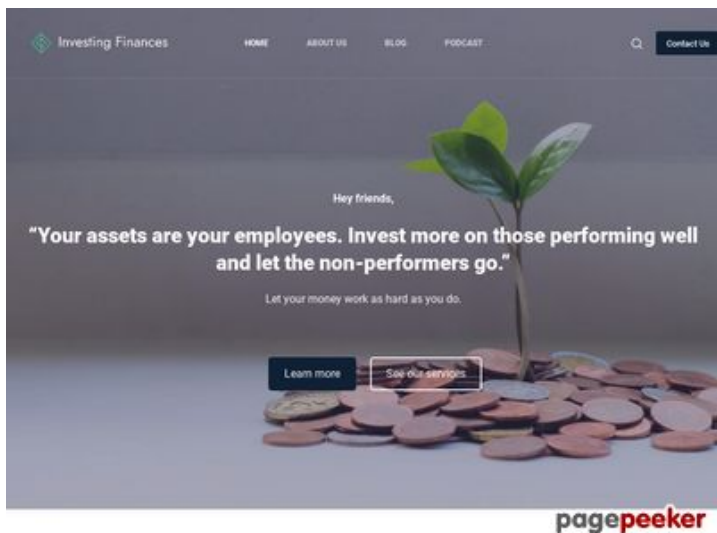 Investing Finances
HOME
ABOUT US
BLOG
PODCAST
Contact Us
Hey friends,
“Your assets are your employees. Invest more on those performing well
and let the non-performers go.”
Let your money work as hard as you do.
Learn more
See our services
pagepeeker